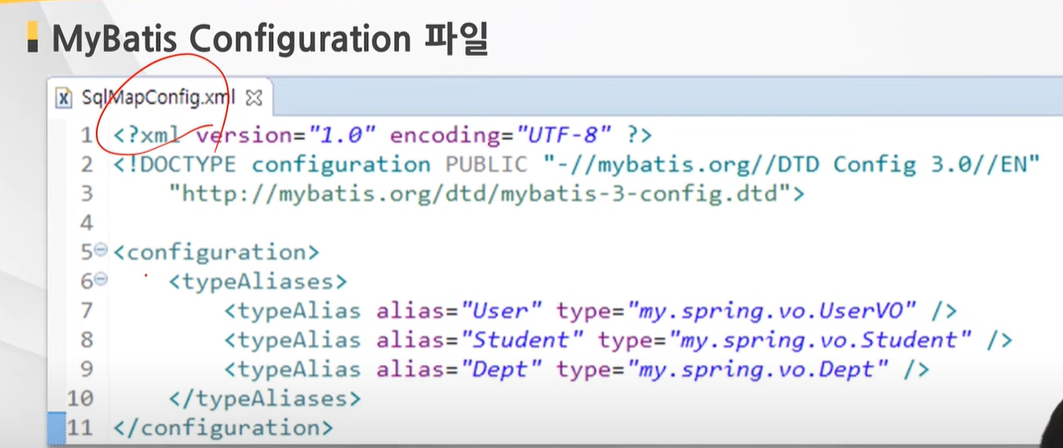 MyBatis Configuration 파일
SqlMapConfig.xml
1 <?xml version="1.0" encoding="UTF-8" ?>
2 <!DOCTYPE configuration PUBLIC "-//mybatis.org//DTD Config 3.0//EN"
3 "http://mybatis.org/dtd/mybatis-3-config.dtd">
4
5 <configuration>
6 <typeAliases>
7 <typeAlias alias="User" type="my.spring.vo.UserVO" />
8 <typeAlias alias="Student" type="my.spring.vo.Student" />
9 <typeAlias alias="Dept" type="my.spring.vo.Dept" />
10 </typeAliases>
11 </configuration>